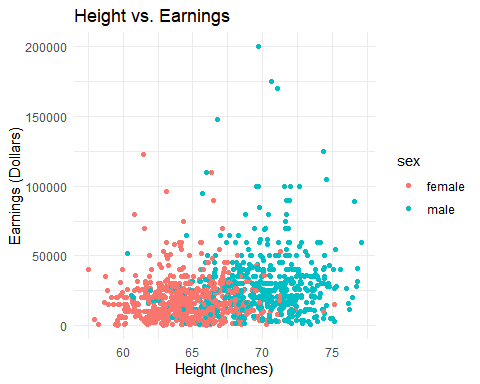 Height vs. Earnings
200000
150000
100000
50000
0
Earnings (Dollars)
60 65 70 75
Height (Inches)
sex
female
male